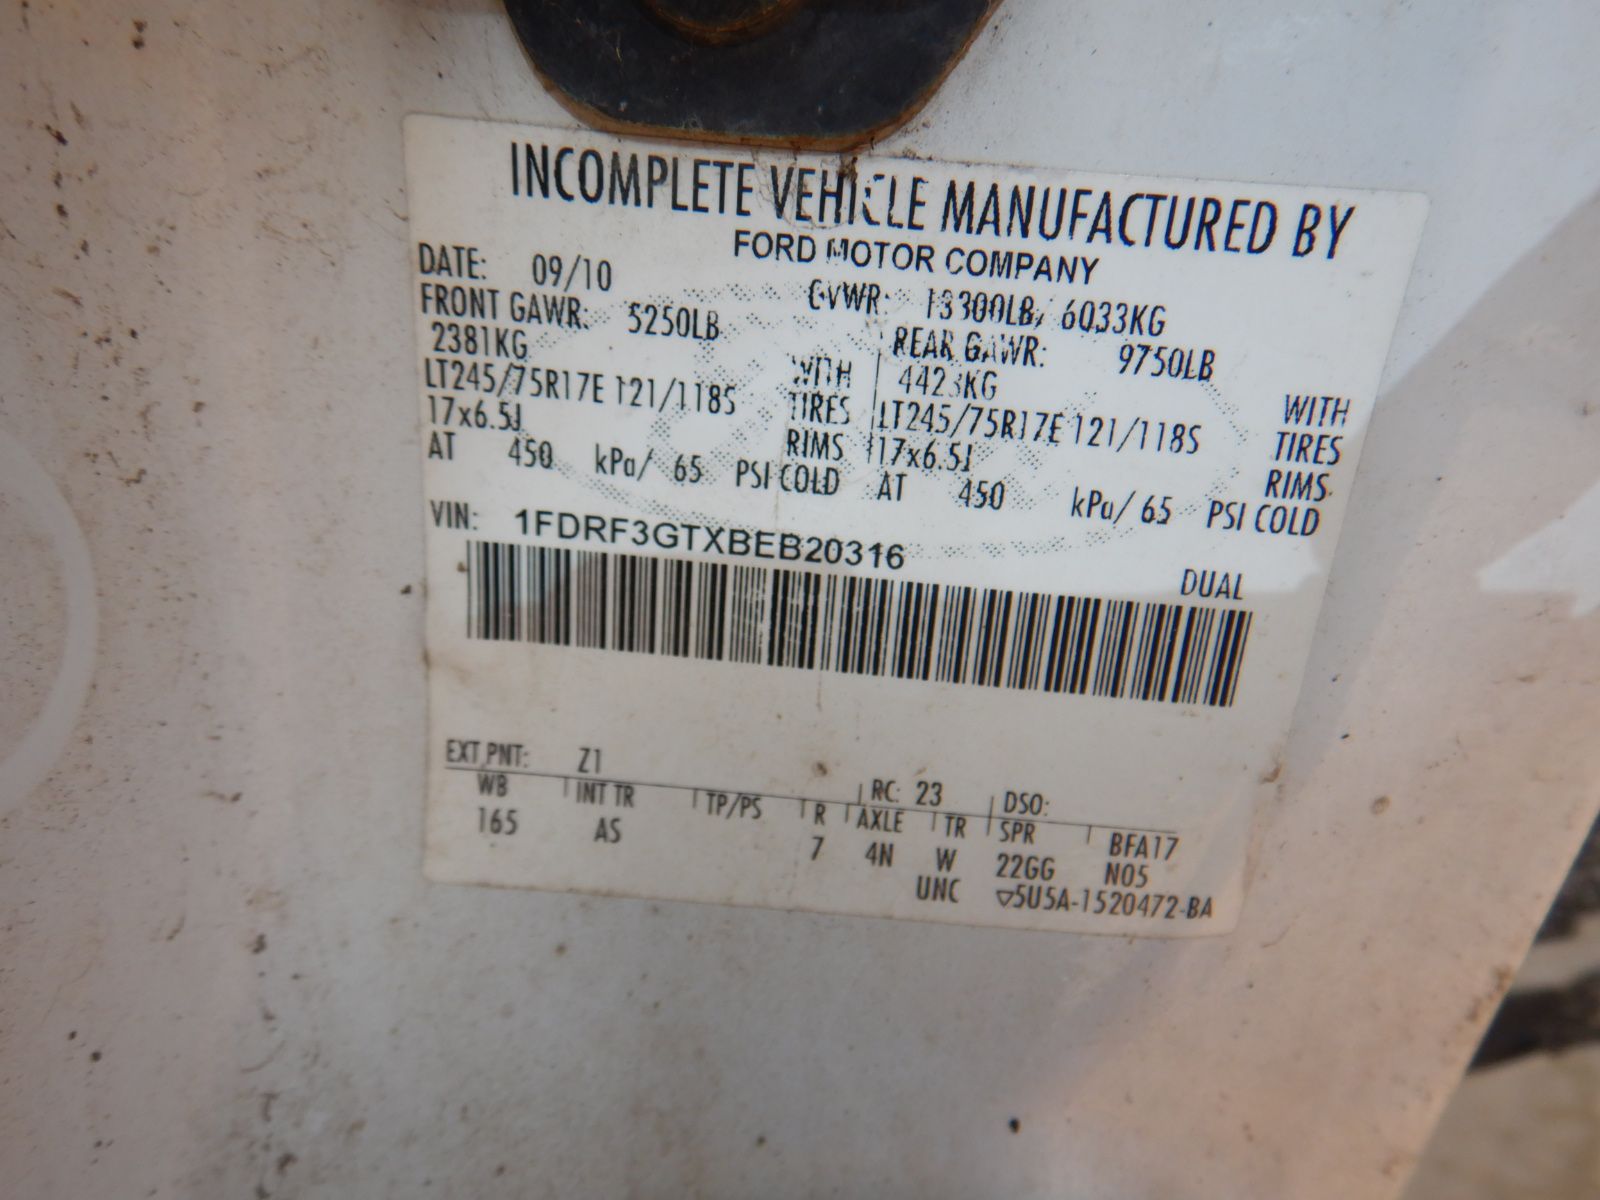 INCOMPLETE VEHICLE MANUFACTURED BY
FORD MOTOR COMPANY
DATE: 09/10 GVWR: 13300LB/ 6033KG
FRONT GAWR: 5250LB REAR GAWR: 9750LB
2381KG WITH 4423KG WITH
LT245/75R17E 121/118S TIRES LT245/75R17E 121/118S TIRES
17x6.5J RIMS 17x6.5J RIMS
AT 450 kPa/ 65 PSI COLD AT 450 kPa/ 65 PSI COLD
VIN: 1FDRF3GTXBEB20316
DUAL
EXT PNT: Z1 RC: 23 DSO:
WB INT TR TP/PS R AXLE TR SPR BFA17
165 AS 7 4N W 22GG N05
UNC ▽5U5A-1520472-BA